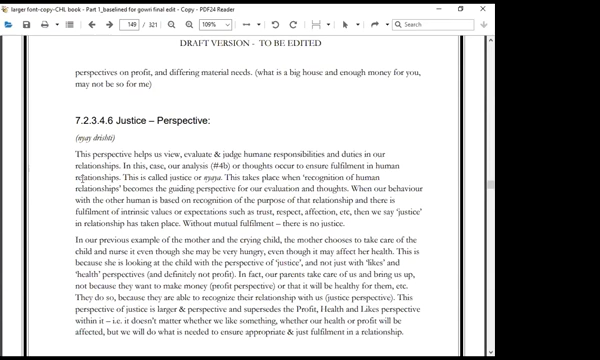 larger font-copy-CHL book - Part 1_baselined for gowri final edit - Copy - PDF24 Reader
149 / 321 109% Search
DRAFT VERSION - TO BE EDITED
perspectives on profit, and differing material needs. (what is a big house and enough money for you,
may not be so for me)
7.2.3.4.6 Justice – Perspective:
(nyay drishti)
This perspective helps us view, evaluate & judge humane responsibilities and duties in our
relationships. In this, case, our analysis (#4b) or thoughts occur to ensure fulfilment in human
relationships. This is called justice or nyaya. This takes place when ‘recognition of human
relationships’ becomes the guiding perspective for our evaluation and thoughts. When our behaviour
with the other human is based on recognition of the purpose of that relationship and there is
fulfilment of intrinsic values or expectations such as trust, respect, affection, etc, then we say ‘justice’
in relationship has taken place. Without mutual fulfilment – there is no justice.
In our previous example of the mother and the crying child, the mother chooses to take care of the
child and nurse it even though she may be very hungry, even though it may affect her health. This is
because she is looking at the child with the perspective of ‘justice’, and not just with ‘likes’ and
‘health’ perspectives (and definitely not profit). In fact, our parents take care of us and bring us up,
not because they want to make money (profit perspective) or that it will be healthy for them, etc.
They do so, because they are able to recognize their relationship with us (justice perspective). This
perspective of justice is larger & perspective and supersedes the Profit, Health and Likes perspective
within it – i.e. it doesn’t matter whether we like something, whether our health or profit will be
affected, but we will do what is needed to ensure appropriate & just fulfilment in a relationship.